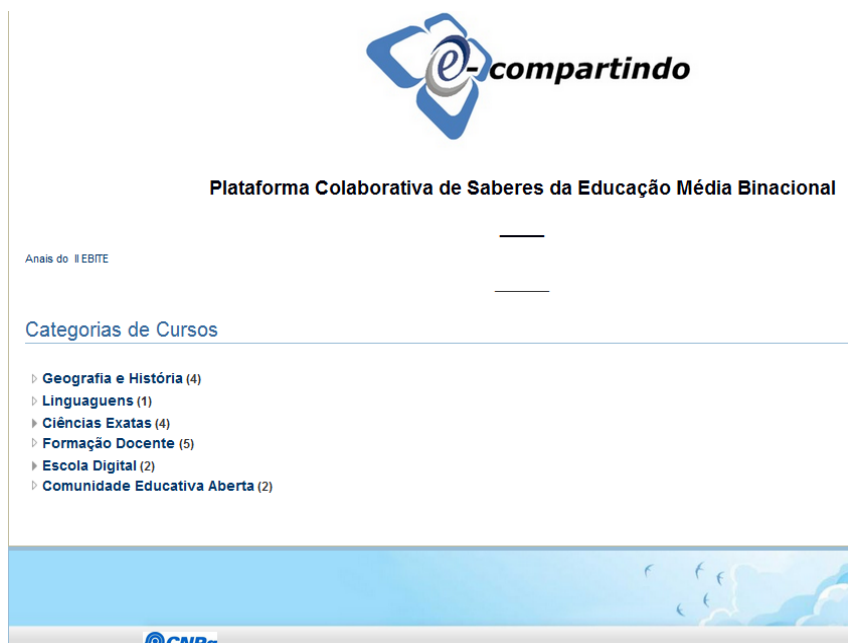 e-compartindo
Plataforma Colaborativa de Saberes da Educação Média Binacional
Anais do II EBITE
Categorias de Cursos
Geografia e História (4)
Linguaguens (1)
Ciências Exatas (4)
Formação Docente (5)
Escola Digital (2)
Comunidade Educativa Aberta (2)
CNPq